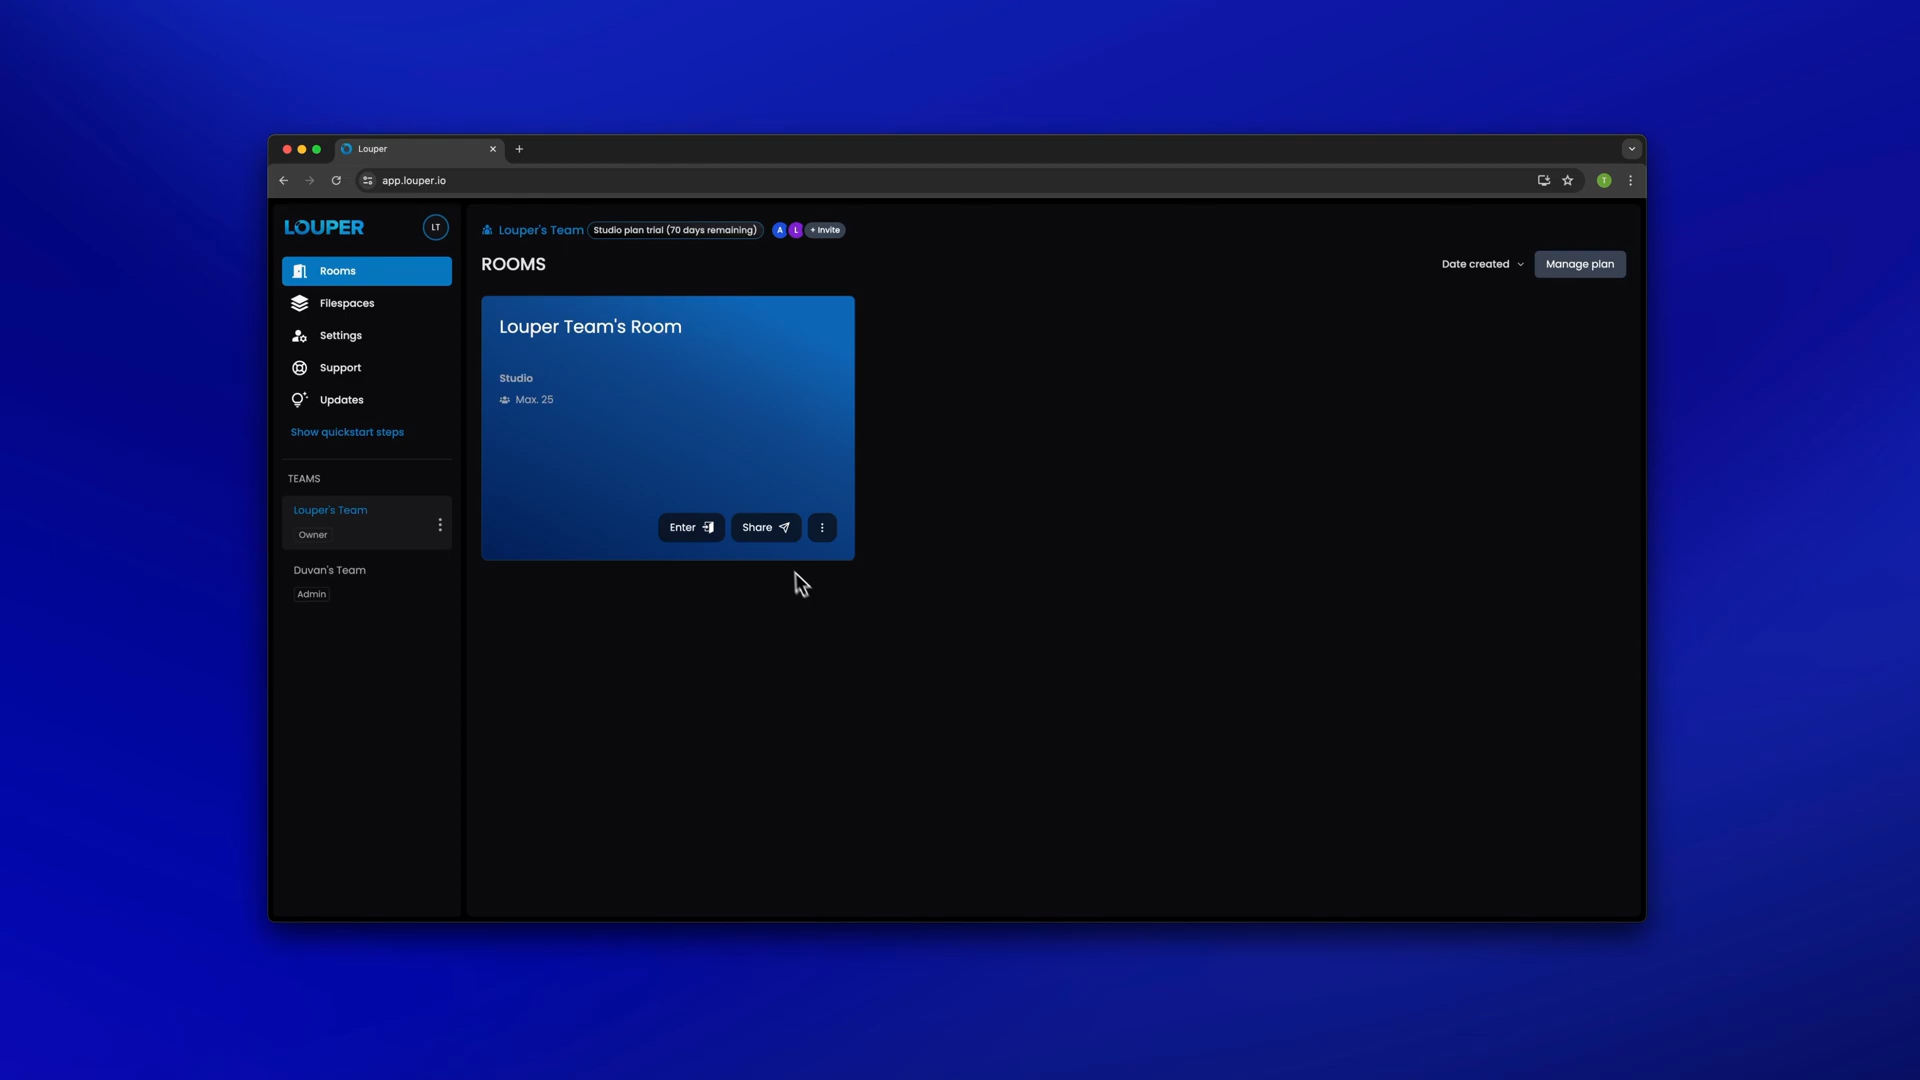 Louper
app.louper.io
LOUPER
LT
Rooms
Filespaces
Settings
Support
Updates
Show quickstart steps
TEAMS
Louper's Team
Owner
Duvan's Team
Admin
Louper's Team
Studio plan trial (70 days remaining)
A
L
+ Invite
T
ROOMS
Date created
Manage plan
Louper Team's Room
Studio
Max. 25
Enter
Share